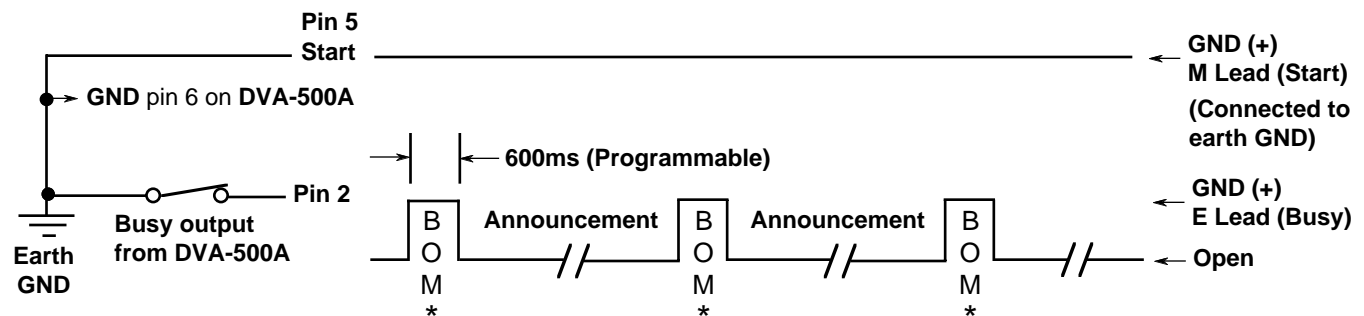 Pin 5
Start
GND (+)
M Lead (Start)
(Connected to
earth GND)
GND pin 6 on DVA-500A
600ms (Programmable)
Pin 2
GND (+)
E Lead (Busy)
Busy output
from DVA-500A
Earth
GND
B
O
M
*
Announcement
B
O
M
*
Announcement
B
O
M
*
Open